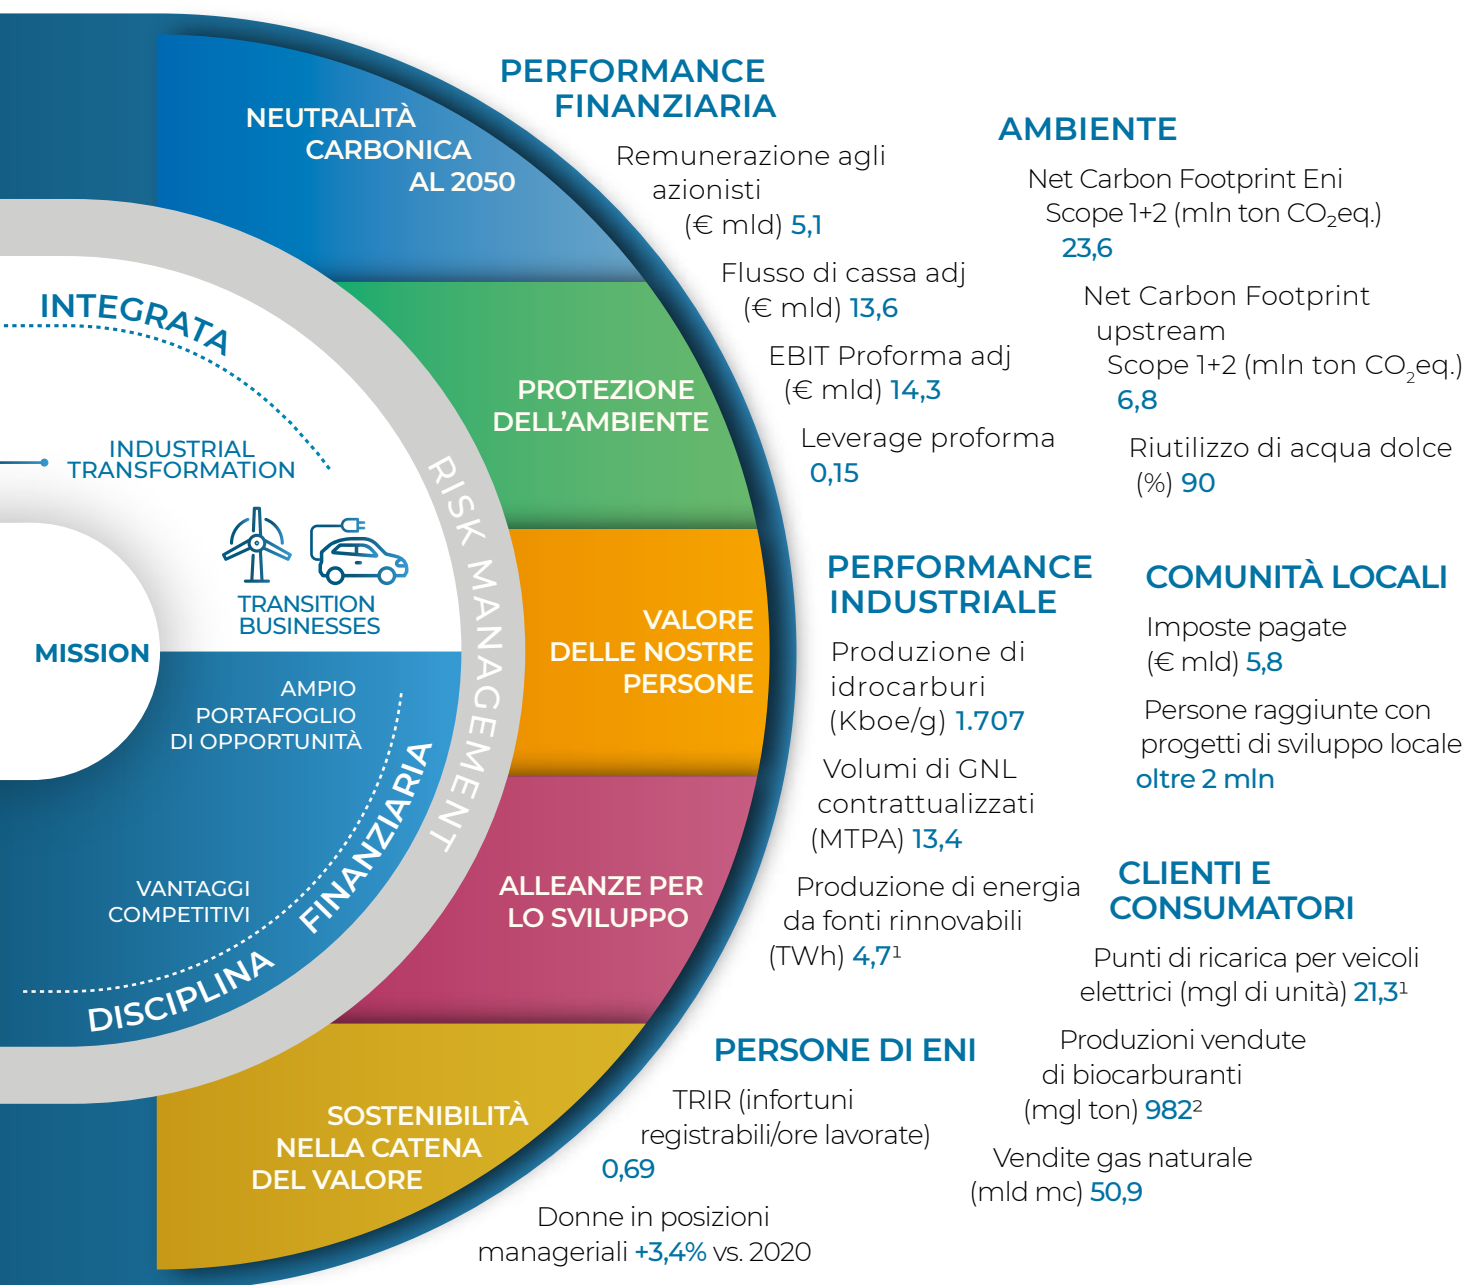 NEUTRALITÀ
CARBONICA
AL 2050
PROTEZIONE
DELL'AMBIENTE
VALORE
DELLE NOSTRE
PERSONE
ALLEANZE PER
LO SVILUPPO
SOSTENIBILITÀ
NELLA CATENA
DEL VALORE
RISK MANAGEMENT
INTEGRATA
INDUSTRIAL
TRANSFORMATION
TRANSITION
BUSINESSES
MISSION
AMPIO
PORTAFOGLIO
DI OPPORTUNITÀ
VANTAGGI
COMPETITIVI
DISCIPLINA FINANZIARIA
PERFORMANCE
FINANZIARIA
Remunerazione agli
azionisti
(€ mld) 5,1
Flusso di cassa adj
(€ mld) 13,6
EBIT Proforma adj
(€ mld) 14,3
Leverage proforma
0,15
AMBIENTE
Net Carbon Footprint Eni
Scope 1+2 (mln ton CO₂eq.)
23,6
Net Carbon Footprint
upstream
Scope 1+2 (mln ton CO₂eq.)
6,8
Riutilizzo di acqua dolce
(%) 90
PERFORMANCE
INDUSTRIALE
Produzione di
idrocarburi
(Kboe/g) 1.707
Volumi di GNL
contrattualizzati
(MTPA) 13,4
Produzione di energia
da fonti rinnovabili
(TWh) 4,7¹
COMUNITÀ LOCALI
Imposte pagate
(€ mld) 5,8
Persone raggiunte con
progetti di sviluppo locale
oltre 2 mln
CLIENTI E
CONSUMATORI
Punti di ricarica per veicoli
elettrici (mgl di unità) 21,3¹
Produzioni vendute
di biocarburanti
(mgl ton) 982²
Vendite gas naturale
(mld mc) 50,9
PERSONE DI ENI
TRIR (infortuni
registrabili/ore lavorate)
0,69
Donne in posizioni
manageriali +3,4% vs. 2020